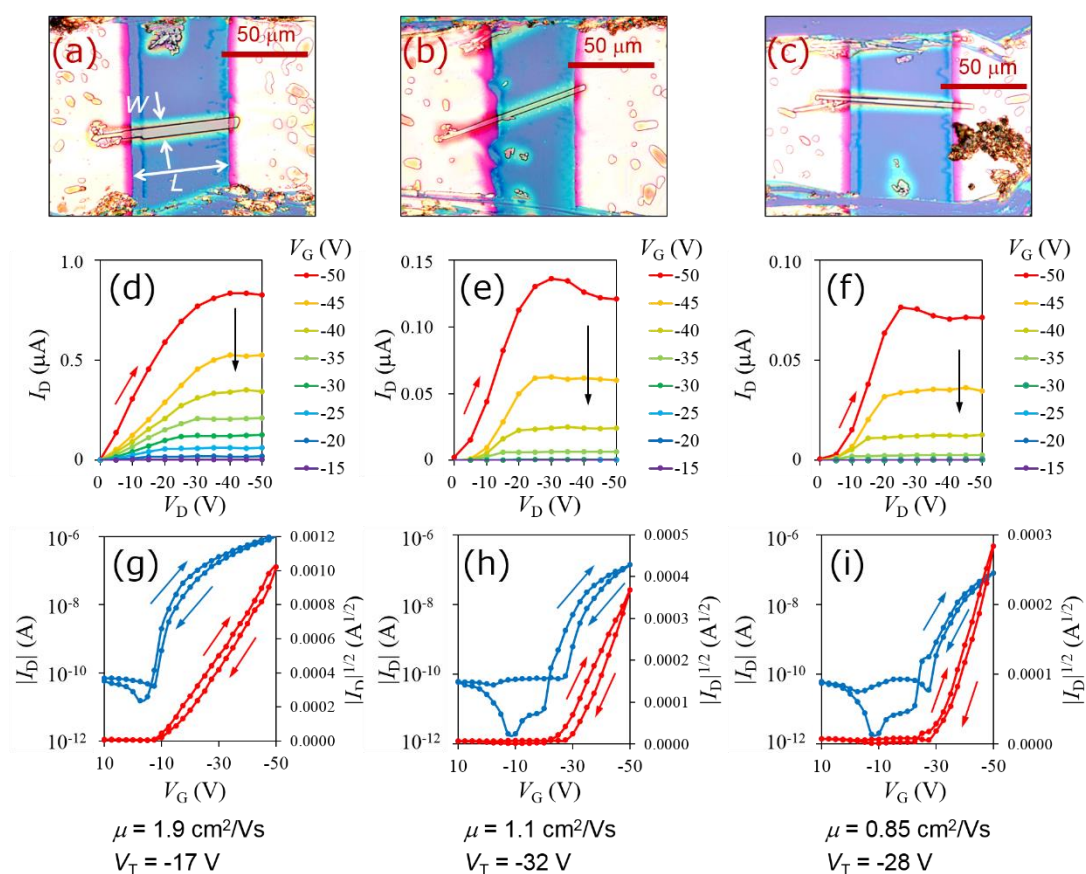 (a) 50 μm
W
L
(b) 50 μm
(c) 50 μm
(d)
V_G (V)
-50
-45
-40
-35
-30
-25
-20
-15
1.0
0.5
0
I_D (μA)
0 -10 -20 -30 -40 -50
V_D (V)
(e)
V_G (V)
-50
-45
-40
-35
-30
-25
-20
-15
0.15
0.10
0.05
0
I_D (μA)
0 -10 -20 -30 -40 -50
V_D (V)
(f)
V_G (V)
-50
-45
-40
-35
-30
-25
-20
-15
0.10
0.05
0.00
I_D (μA)
0 -10 -20 -30 -40 -50
V_D (V)
(g)
10⁻⁶
10⁻⁸
10⁻¹⁰
10⁻¹²
|I_D| (A)
0.0012
0.0010
0.0008
0.0006
0.0004
0.0002
0.0000
|I_D|^1/2 (A^1/2)
10 -10 -30 -50
V_G (V)
(h)
10⁻⁶
10⁻⁸
10⁻¹⁰
10⁻¹²
|I_D| (A)
0.0005
0.0004
0.0003
0.0002
0.0001
0.0000
|I_D|^1/2 (A^1/2)
10 -10 -30 -50
V_G (V)
(i)
10⁻⁶
10⁻⁸
10⁻¹⁰
10⁻¹²
|I_D| (A)
0.0003
0.0002
0.0001
0.0000
|I_D|^1/2 (A^1/2)
10 -10 -30 -50
V_G (V)
μ = 1.9 cm²/Vs
V_T = -17 V
μ = 1.1 cm²/Vs
V_T = -32 V
μ = 0.85 cm²/Vs
V_T = -28 V